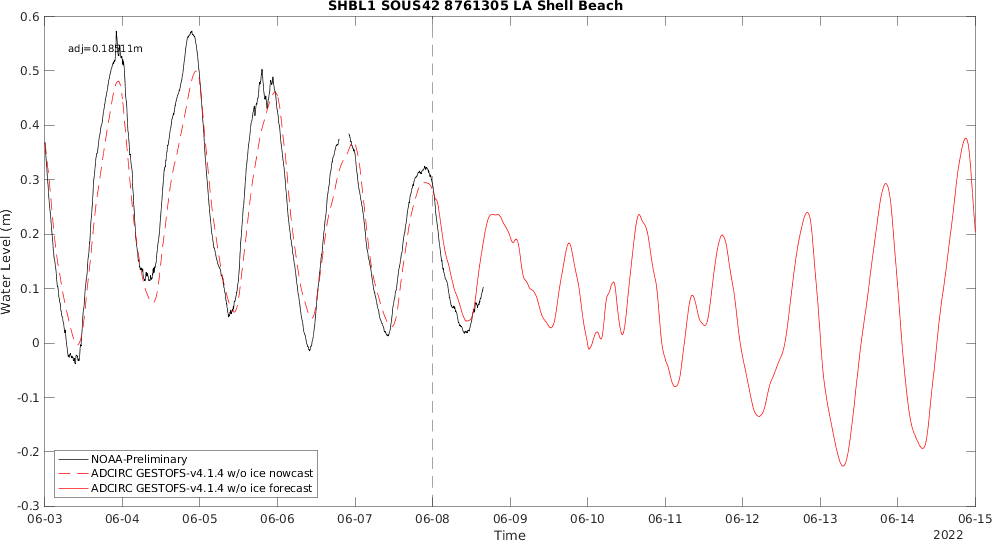 SHBL1 SOUS42 8761305 LA Shell Beach
0.6
0.5
0.4
0.3
0.2
0.1
0
-0.1
-0.2
-0.3
Water Level (m)
adj=0.18511m
NOAA-Preliminary
ADCIRC GESTOFS-v4.1.4 w/o ice nowcast
ADCIRC GESTOFS-v4.1.4 w/o ice forecast
06-03 06-04 06-05 06-06 06-07 06-08 06-09 06-10 06-11 06-12 06-13 06-14 06-15
Time
2022